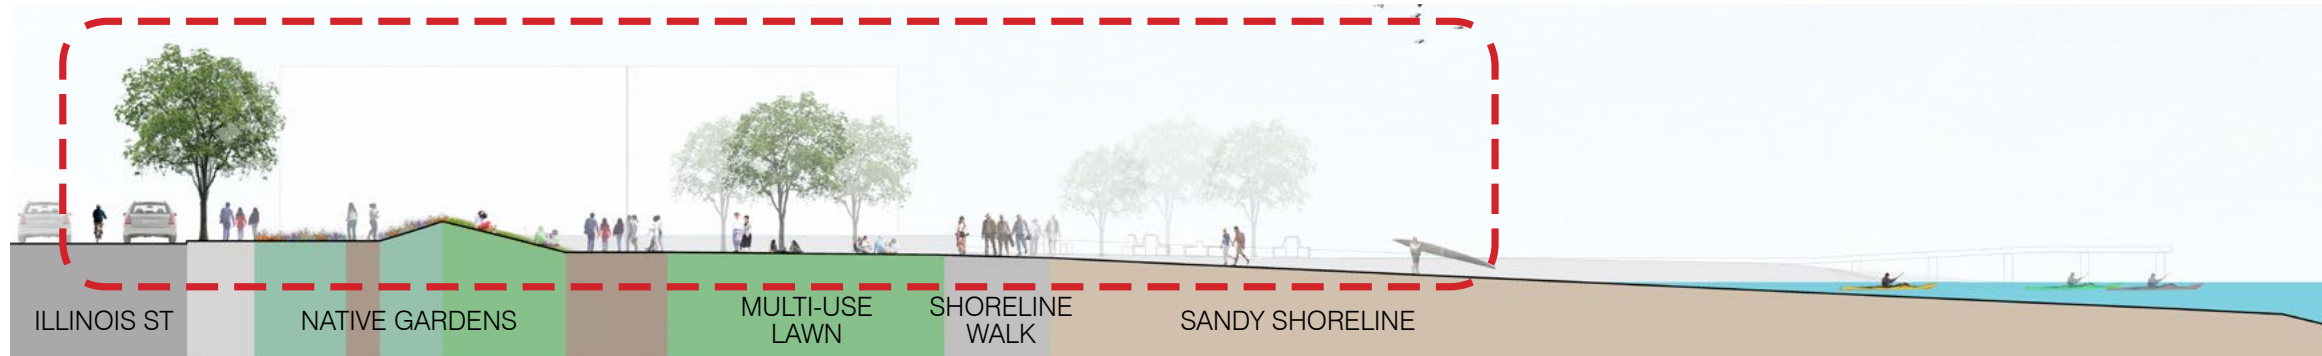 ILLINOIS ST
NATIVE GARDENS
MULTI-USE
LAWN
SHORELINE
WALK
SANDY SHORELINE